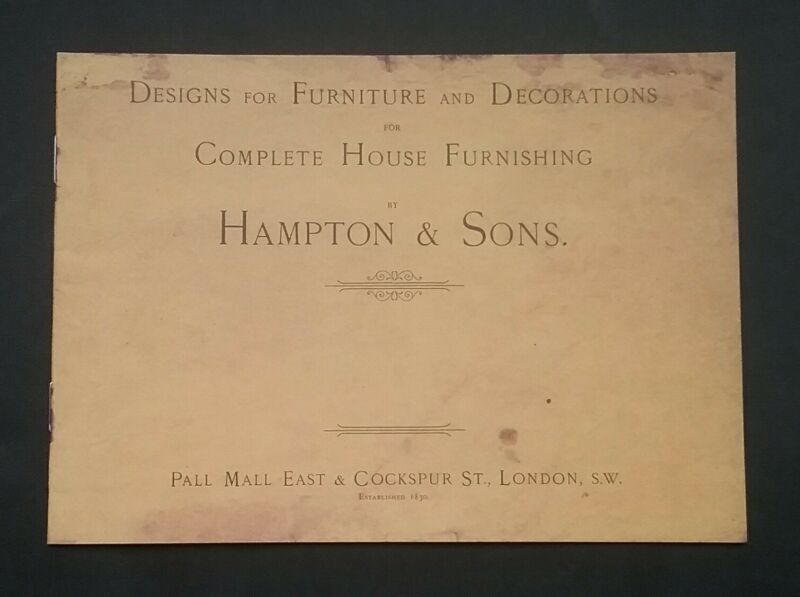 Designs for Furniture and Decorations
for
Complete House Furnishing
by
Hampton & Sons.
Pall Mall East & Cockspur St., London, S.W.
Established 1830.